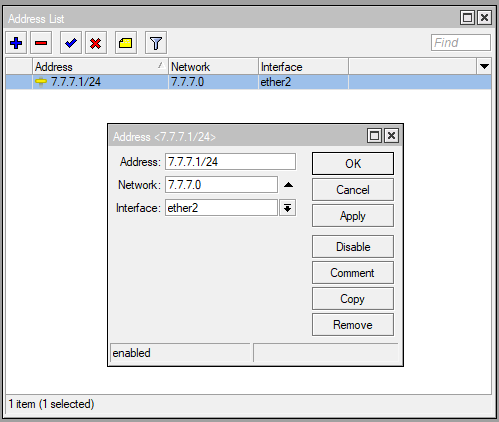 Address List
Find
Address Network Interface
7.7.7.1/24 7.7.7.0 ether2
Address <7.7.7.1/24>
Address: 7.7.7.1/24
Network: 7.7.7.0
Interface: ether2
OK
Cancel
Apply
Disable
Comment
Copy
Remove
enabled
1 item (1 selected)